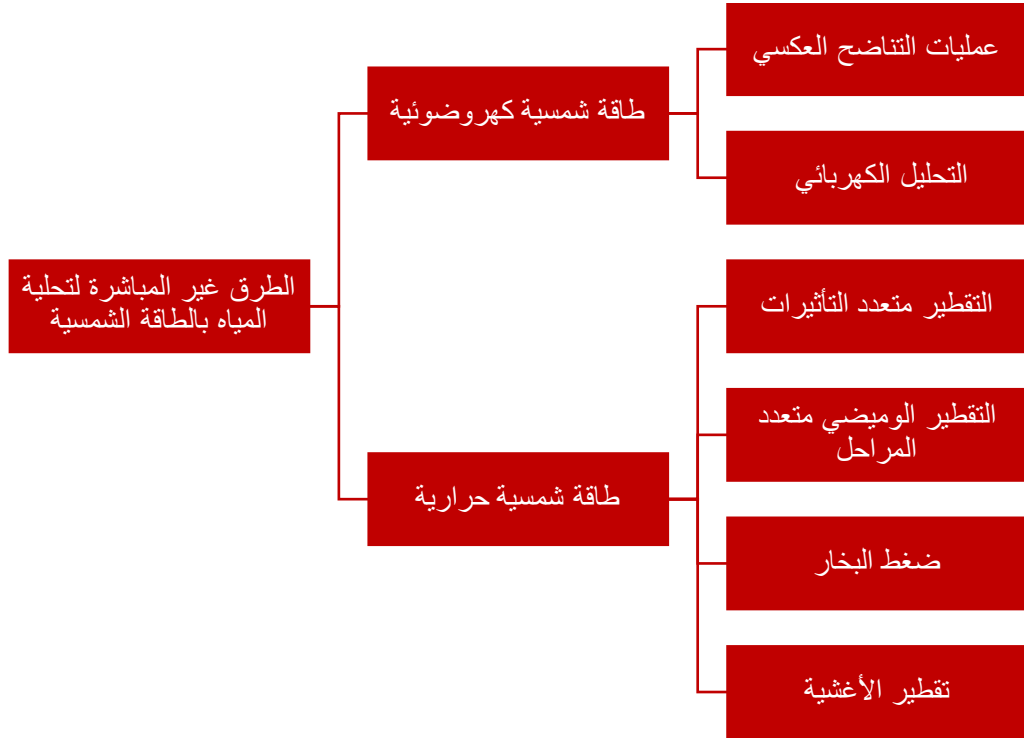 الطرق غير المباشرة لتحلية
المياه بالطاقة الشمسية
طاقة شمسية كهروضوئية
عمليات التناضح العكسي
التحليل الكهربائي
طاقة شمسية حرارية
التقطير متعدد التأثيرات
التقطير الوميضي متعدد
المراحل
ضغط البخار
تقطير الأغشية